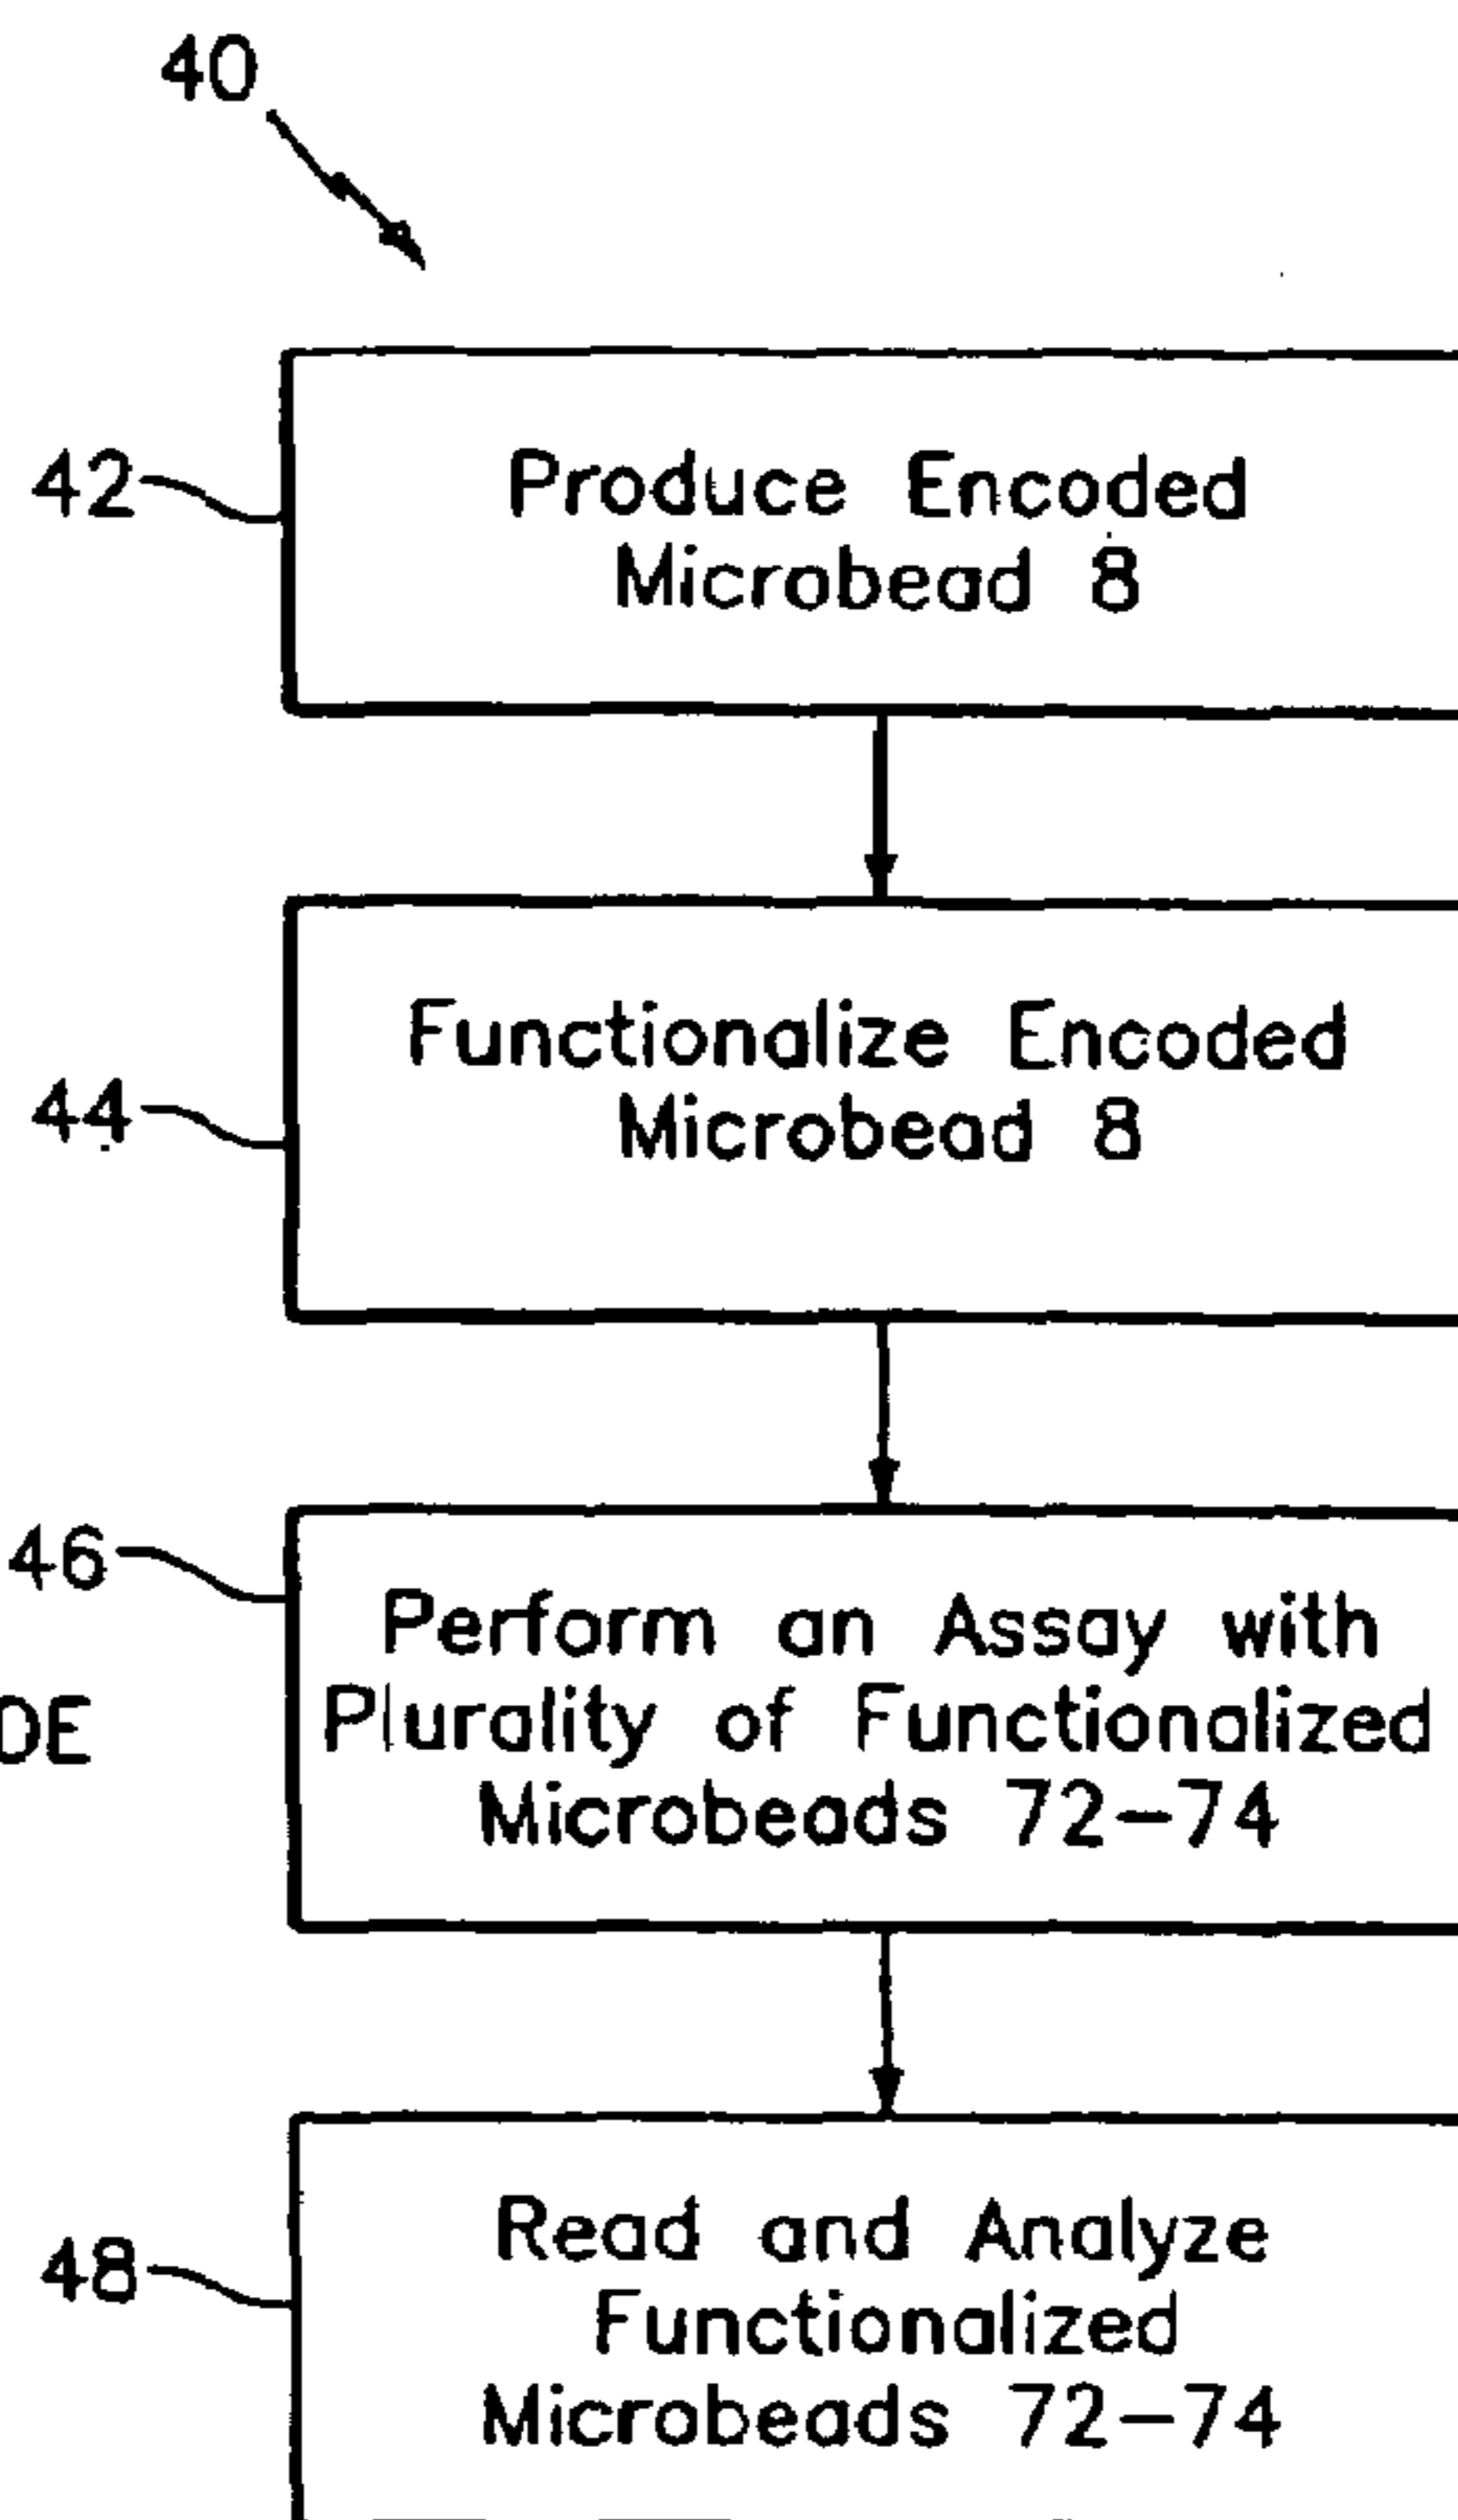 40
42
Produce Encoded
Microbead 8
44
Functionalize Encoded
Microbead 8
46
Perform an Assay with
Plurality of Functionalized
Microbeads 72-74
DE
48
Read and Analyze
Functionalized
Microbeads 72-74